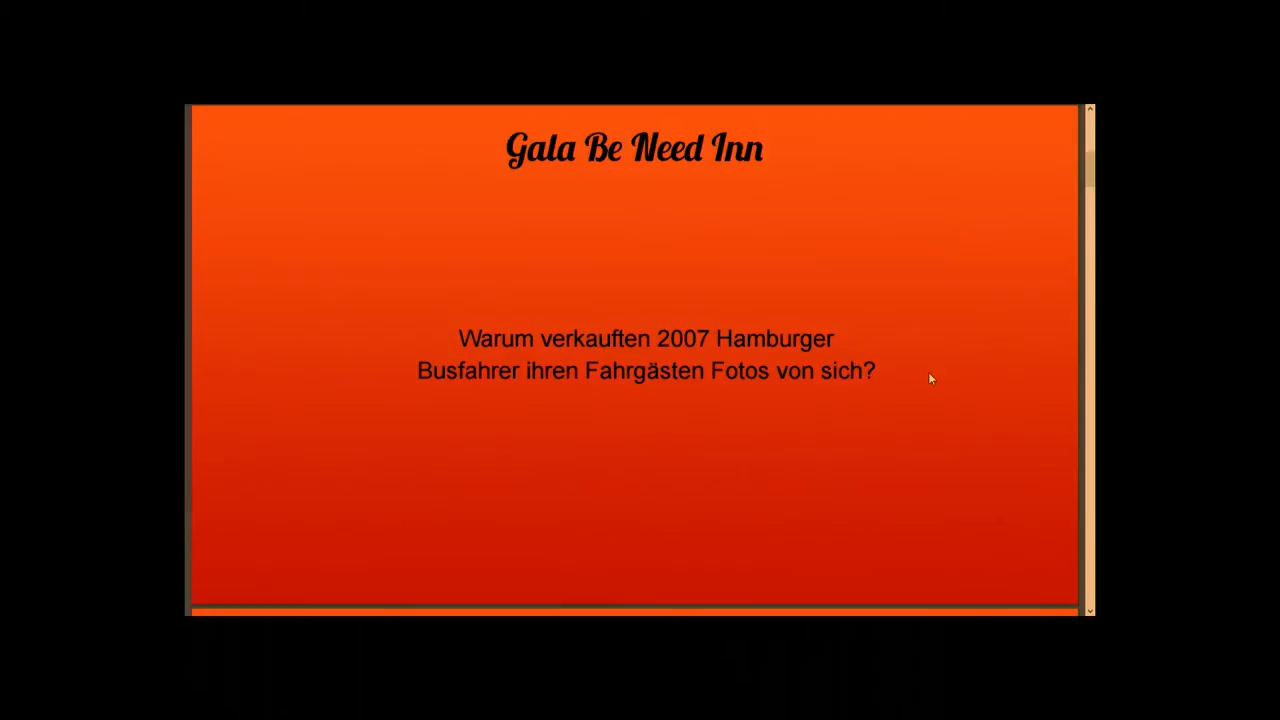 Gala Be Need Inn
Warum verkauften 2007 Hamburger
Busfahrer ihren Fahrgästen Fotos von sich?